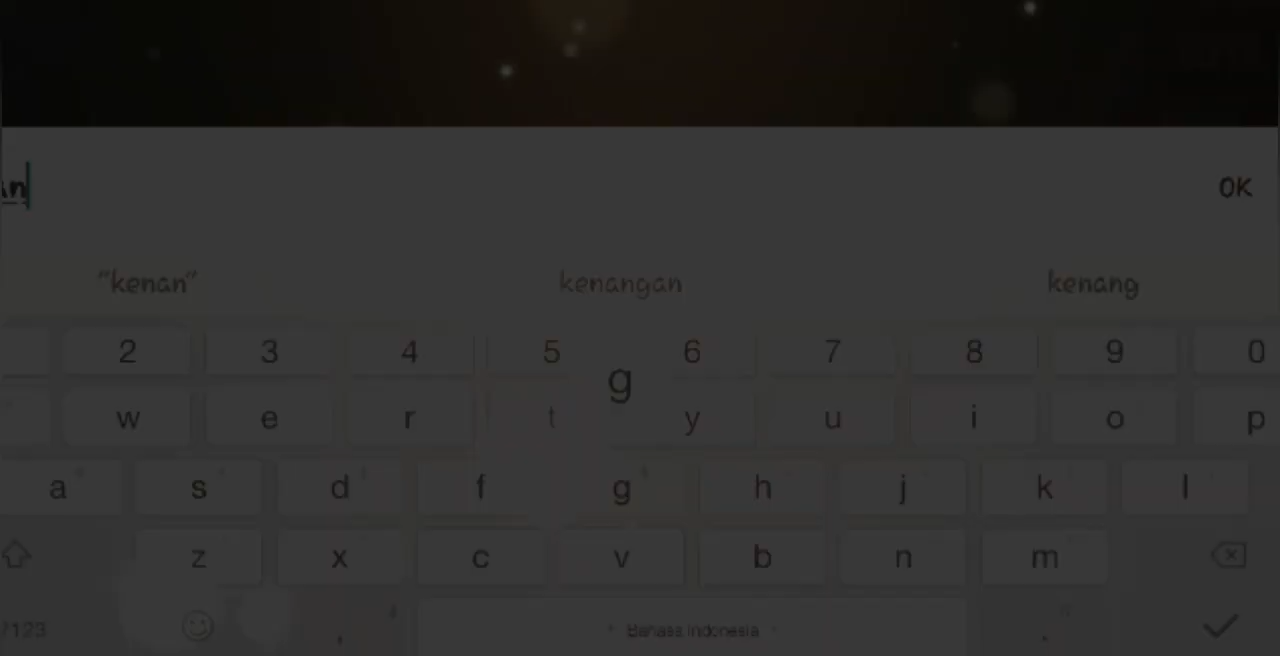 an
OK
"kenan" kenangan kenang
2 3 4 5 6 7 8 9 0
g
w e r t y u i o p
a s d f g h j k l
z x c v b n m
?123 , Bahasa Indonesia .